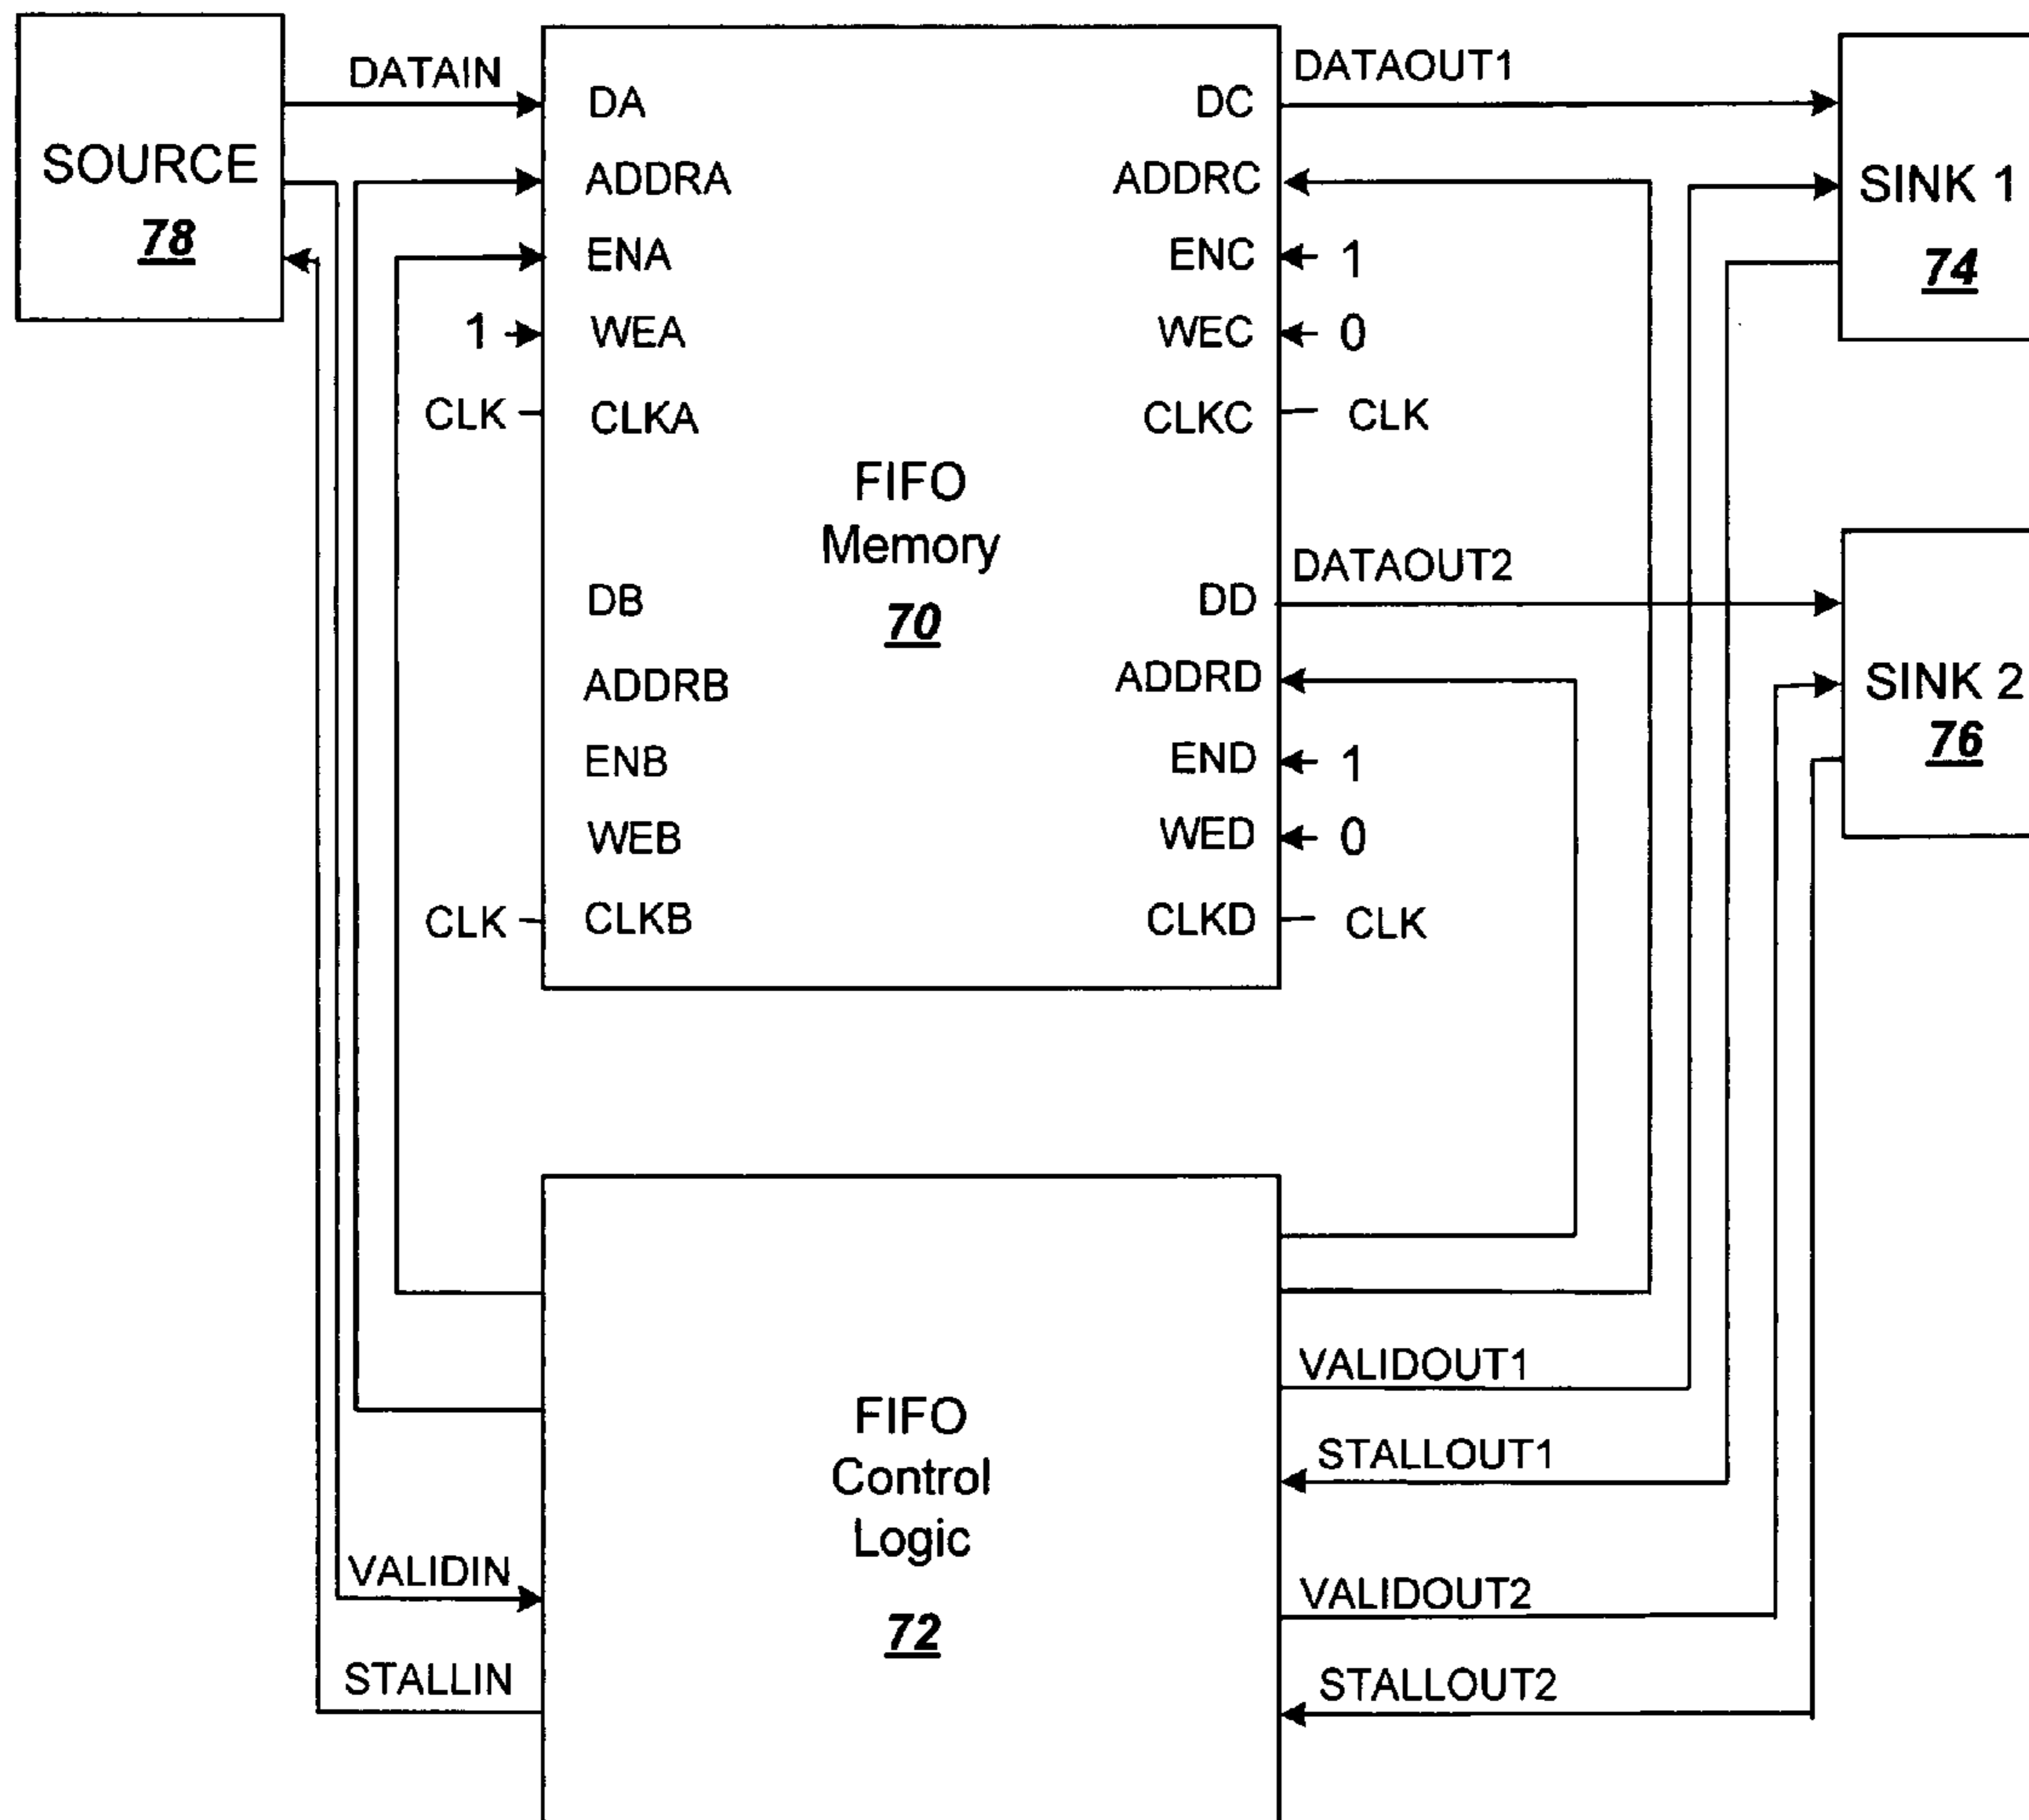 SOURCE
78
DATAIN
DA
ADDRA
ENA
1
WEA
CLK
CLKA
DB
ADDRB
ENB
WEB
CLK
CLKB
FIFO
Memory
70
DC
ADDRC
ENC
1
WEC
0
CLKC
CLK
DD
ADDRD
END
1
WED
0
CLKD
CLK
DATAOUT1
SINK 1
74
DATAOUT2
SINK 2
76
FIFO
Control
Logic
72
VALIDIN
STALLIN
VALIDOUT1
STALLOUT1
VALIDOUT2
STALLOUT2